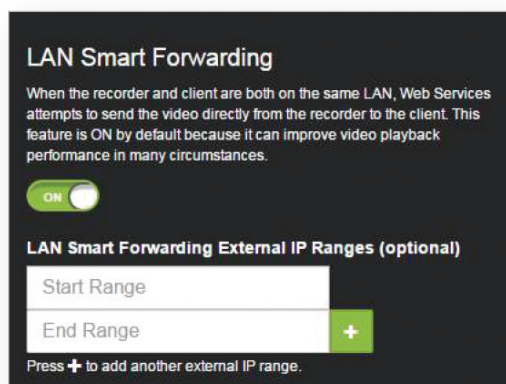 LAN Smart Forwarding
When the recorder and client are both on the same LAN, Web Services
attempts to send the video directly from the recorder to the client. This
feature is ON by default because it can improve video playback
performance in many circumstances.
ON
LAN Smart Forwarding External IP Ranges (optional)
Start Range
End Range
+
Press + to add another external IP range.